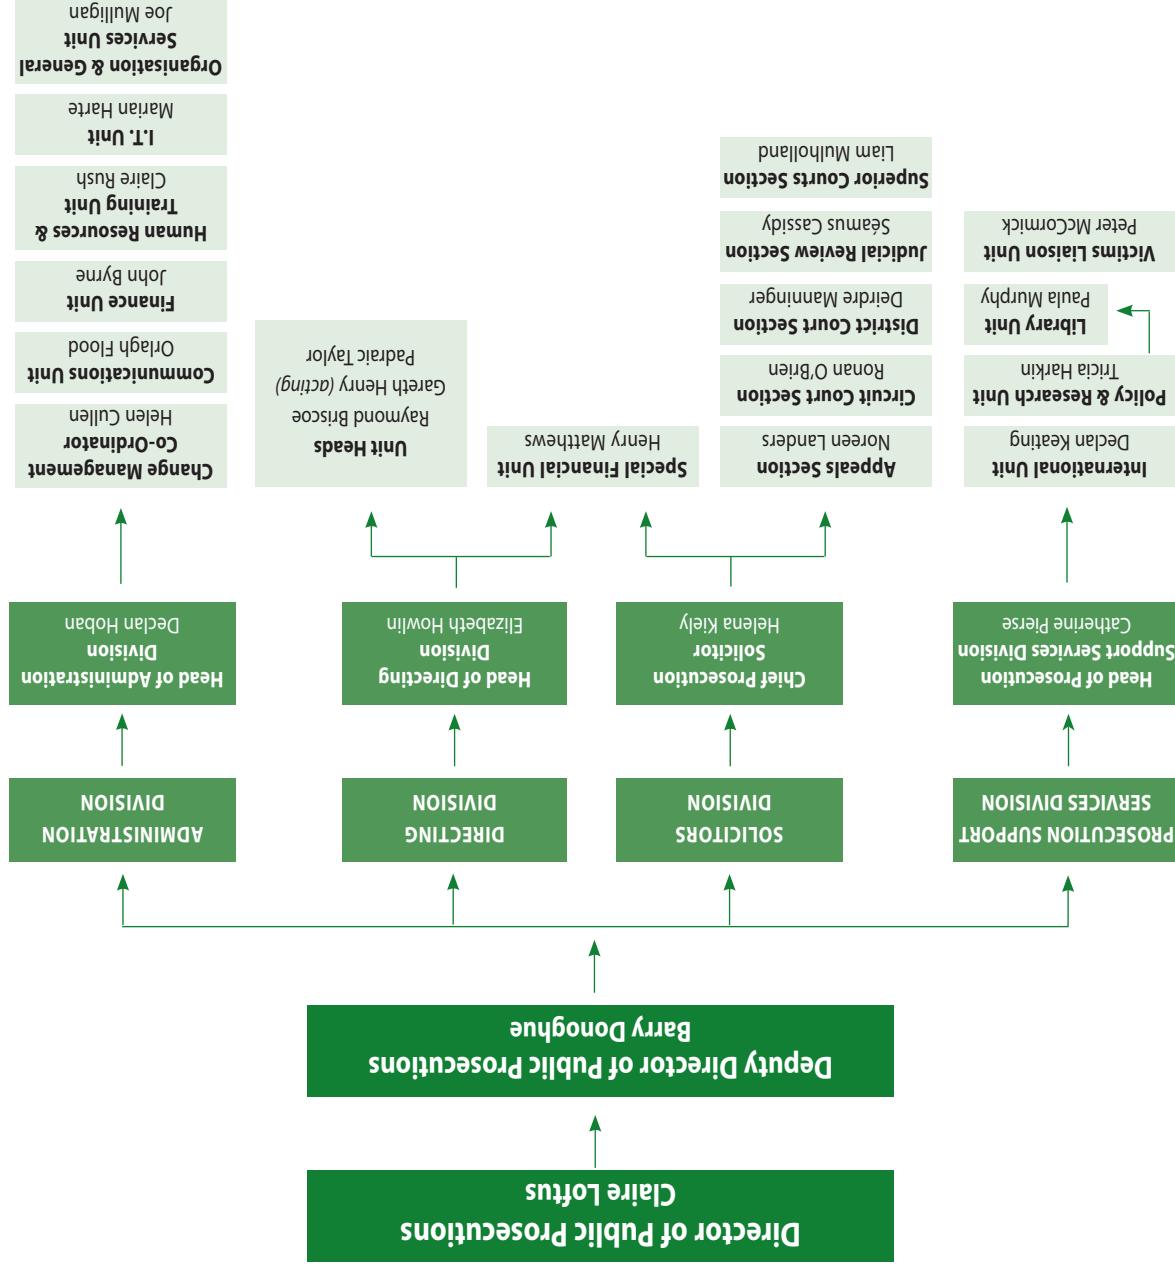 Director of Public Prosecutions
Claire Loftus
Deputy Director of Public Prosecutions
Barry Donoghue
PROSECUTION SUPPORT
SERVICES DIVISION
SOLICITORS
DIVISION
DIRECTING
DIVISION
ADMINISTRATION
DIVISION
Head of Prosecution
Support Services Division
Catherine Pierse
Chief Prosecution
Solicitor
Helena Kiely
Head of Directing
Division
Elizabeth Howlin
Head of Administration
Division
Declan Hoban
International Unit
Declan Keating
Policy & Research Unit
Tricia Harkin
Library Unit
Paula Murphy
Victims Liaison Unit
Peter McCormick
Appeals Section
Noreen Landers
Circuit Court Section
Ronan O'Brien
District Court Section
Deirdre Manninger
Judicial Review Section
Séamus Cassidy
Superior Courts Section
Liam Mulholland
Special Financial Unit
Henry Matthews
Unit Heads
Raymond Briscoe
Gareth Henry (acting)
Padraic Taylor
Change Management
Co-Ordinator
Helen Cullen
Communications Unit
Orlagh Flood
Finance Unit
John Byrne
Human Resources &
Training Unit
Claire Rush
I.T. Unit
Marian Harte
Organisation & General
Services Unit
Joe Mulligan